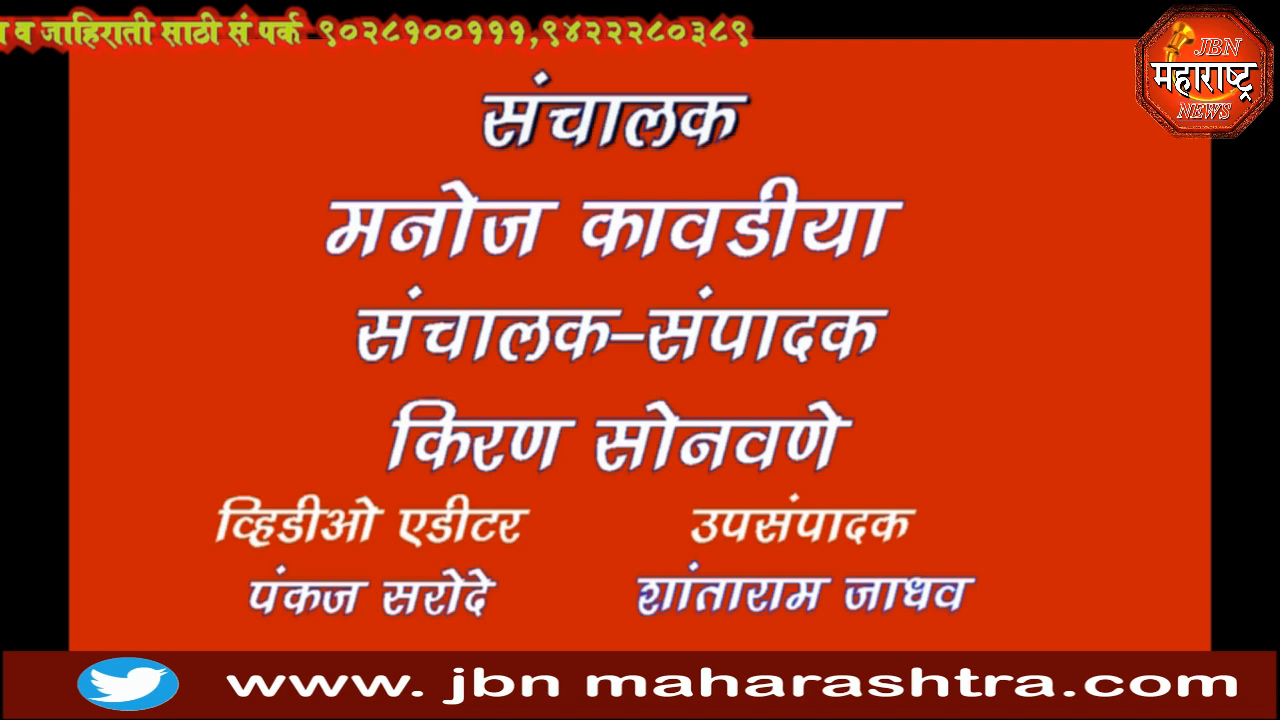 व जाहिराती साठी सं पर्क ९०२८१००१११,९४२२२८०३८९
JBN
महाराष्ट्र
NEWS
संचालक
मनोज कावडीया
संचालक-संपादक
किरण सोनवणे
व्हिडीओ एडीटर उपसंपादक
पंकज सरोदे शांताराम जाधव
www. jbn maharashtra.com